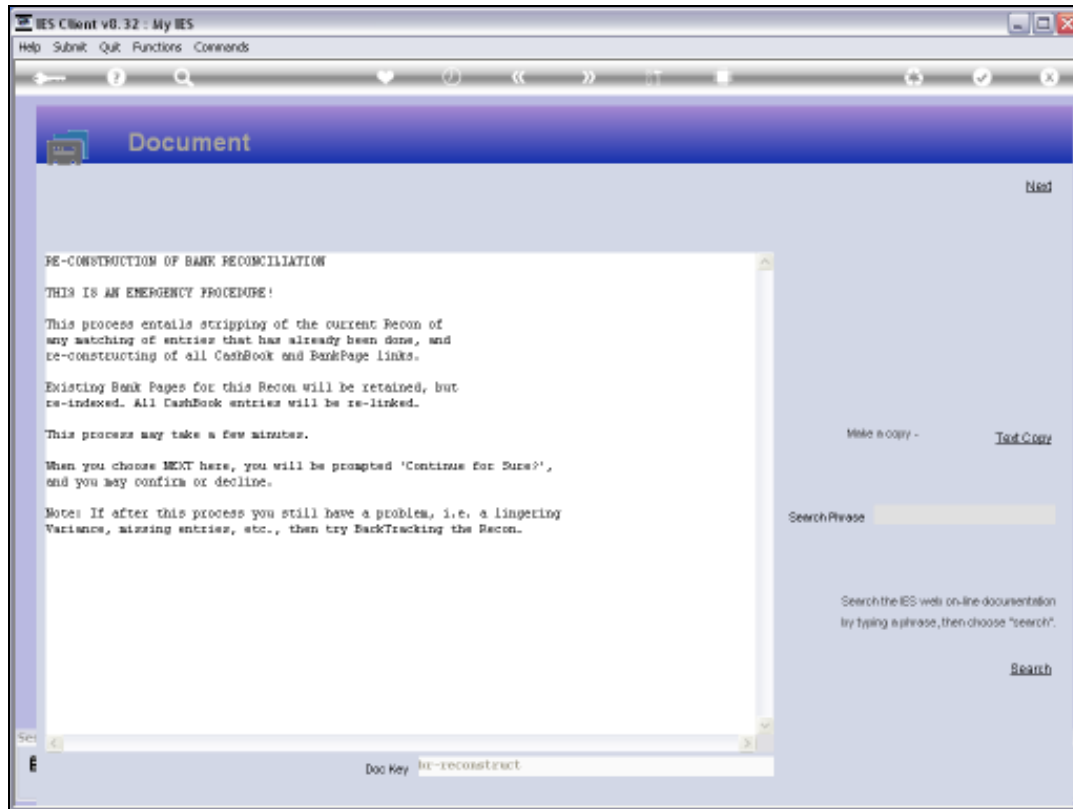 IES Client v8.32 : My IES
Help Submit Quit Functions Commands
Document
Next
RE-CONSTRUCTION OF BANK RECONCILIATION
THIS IS AN EMERGENCY PROCEDURE!
This process entails stripping of the current Recon of
any matching of entries that has already been done, and
re-constructing of all CashBook and BankPage links.
Existing Bank Pages for this Recon will be retained, but
re-indexed. All CashBook entries will be re-linked.
This process may take a few minutes.
When you choose NEXT here, you will be prompted 'Continue for Sure?',
and you may confirm or decline.
Note: If after this process you still have a problem, i.e. a lingering
Variance, missing entries, etc., then try BackTracking the Recon.
Make a copy -
Text Copy
Search Phrase
Search the IES web on-line documentation
by typing a phrase, then choose "search".
Search
Doc Key br-reconstruct